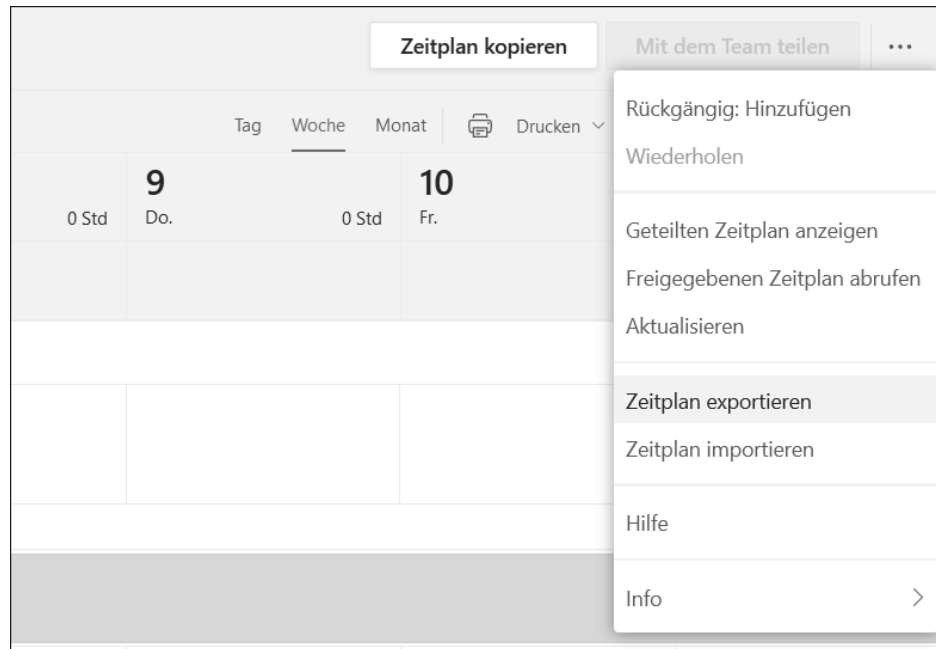 Zeitplan kopieren Mit dem Team teilen ...
Tag Woche Monat Drucken
9 10
0 Std Do. 0 Std Fr.
Rückgängig: Hinzufügen
Wiederholen
Geteilten Zeitplan anzeigen
Freigegebenen Zeitplan abrufen
Aktualisieren
Zeitplan exportieren
Zeitplan importieren
Hilfe
Info